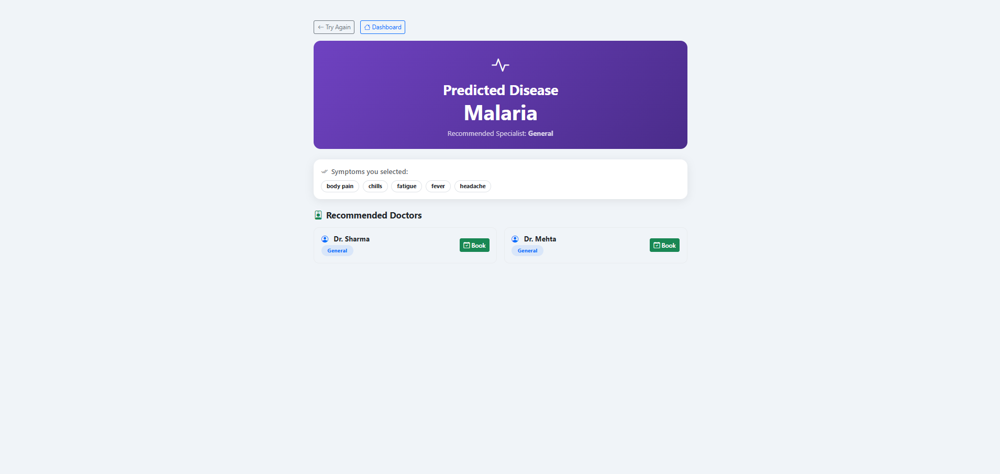 Try Again Dashboard
Predicted Disease
Malaria
Recommended Specialist: General
Symptoms you selected:
body pain chills fatigue fever headache
Recommended Doctors
Dr. Sharma
General
Book
Dr. Mehta
General
Book